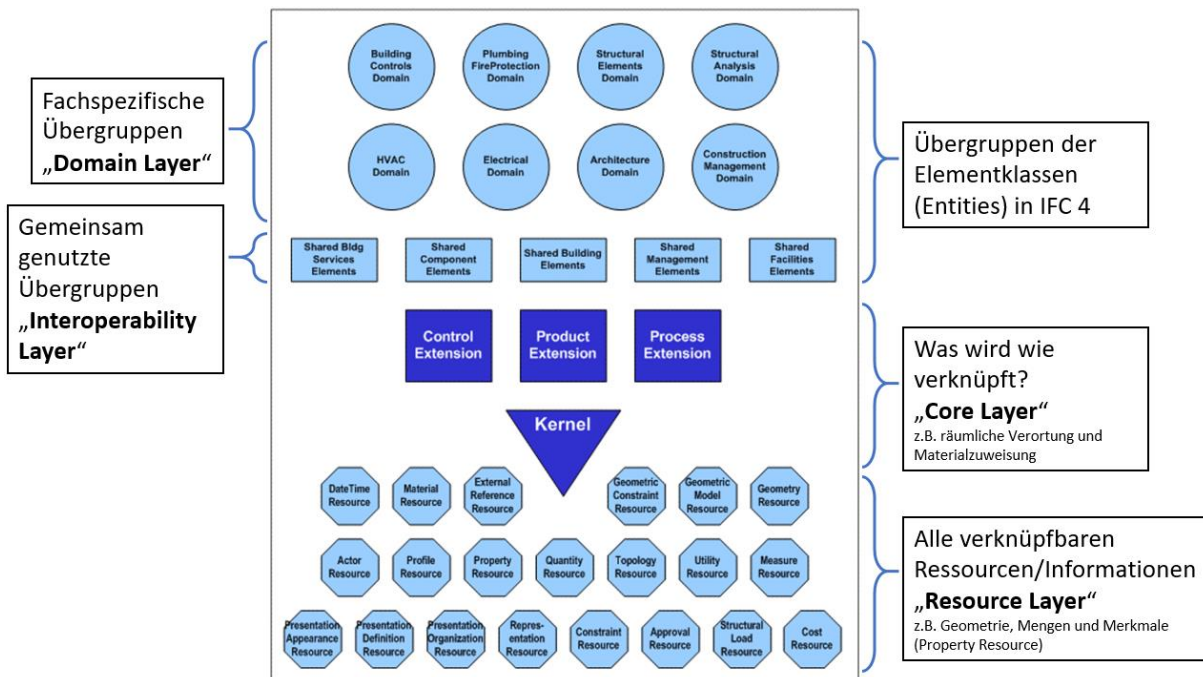 Fachspezifische
Übergruppen
„Domain Layer“
Gemeinsam
genutzte
Übergruppen
„Interoperability
Layer“
Building
Controls
Domain
Plumbing
FireProtection
Domain
Structural
Elements
Domain
Structural
Analysis
Domain
HVAC
Domain
Electrical
Domain
Architecture
Domain
Construction
Management
Domain
Shared Bldg
Services
Elements
Shared
Component
Elements
Shared Building
Elements
Shared
Management
Elements
Shared
Facilities
Elements
Control
Extension
Product
Extension
Process
Extension
Kernel
DateTime
Resource
Material
Resource
External
Reference
Resource
Geometric
Constraint
Resource
Geometric
Model
Resource
Geometry
Resource
Actor
Resource
Profile
Resource
Property
Resource
Quantity
Resource
Topology
Resource
Utility
Resource
Measure
Resource
Presentation
Appearance
Resource
Presentation
Definition
Resource
Presentation
Organization
Resource
Repres-
entation
Resource
Constraint
Resource
Approval
Resource
Structural
Load
Resource
Cost
Resource
Übergruppen der
Elementklassen
(Entities) in IFC 4
Was wird wie
verknüpft?
„Core Layer“
z.B. räumliche Verortung und
Materialzuweisung
Alle verknüpfbaren
Ressourcen/Informationen
„Resource Layer“
z.B. Geometrie, Mengen und Merkmale
(Property Resource)